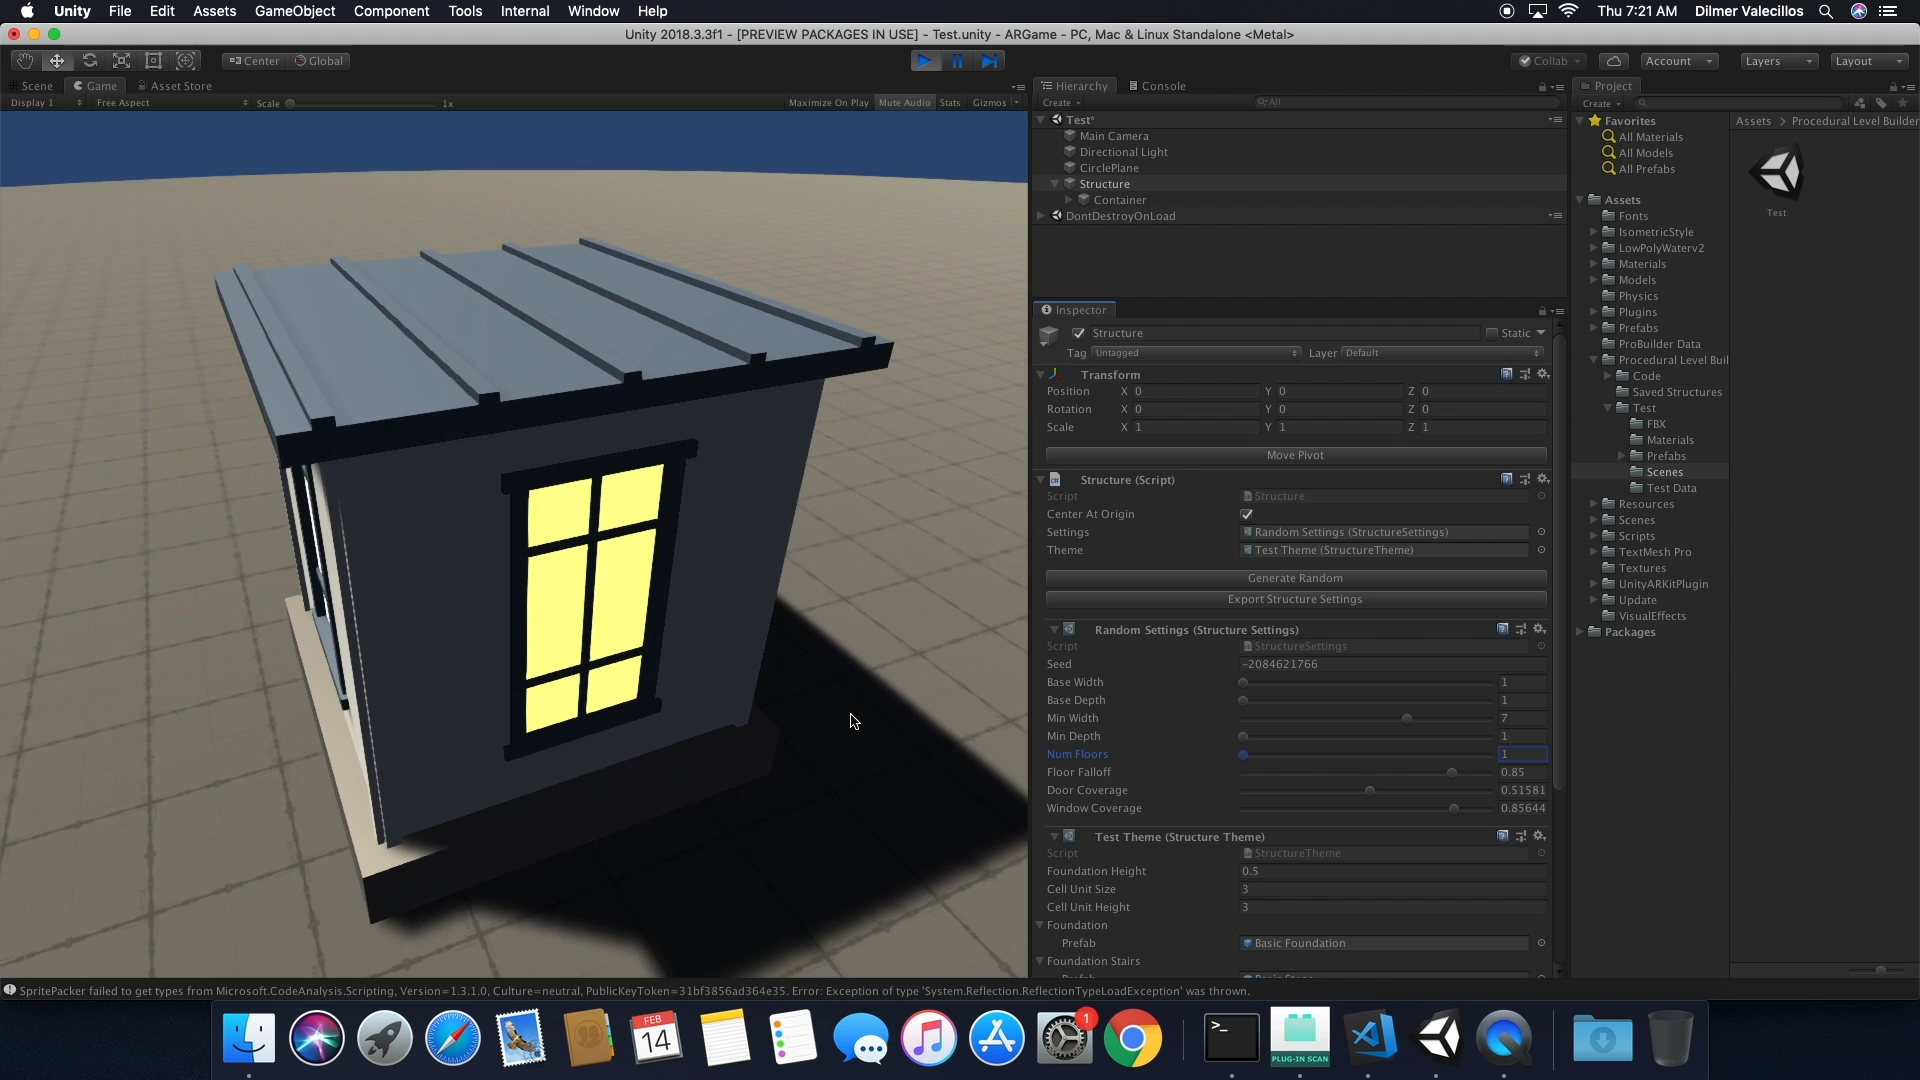 Unity File Edit Assets GameObject Component Tools Internal Window Help Thu 7:21 AM Dilmer Valecillos
Unity 2018.3.3f1 - [PREVIEW PACKAGES IN USE] - Test.unity - ARGame - PC, Mac & Linux Standalone <Metal>
Center Global Collab Account Layers Layout
Scene Game Asset Store
Display 1 Free Aspect Scale 1x Maximize On Play Mute Audio Stats Gizmos
Hierarchy Console
Create All
Test*
Main Camera
Directional Light
CirclePlane
Structure
Container
DontDestroyOnLoad
Inspector
Structure Static
Tag Untagged Layer Default
Transform
Position X 0 Y 0 Z 0
Rotation X 0 Y 0 Z 0
Scale X 1 Y 1 Z 1
Move Pivot
Structure (Script)
Script Structure
Center At Origin
Settings Random Settings (StructureSettings)
Theme Test Theme (StructureTheme)
Generate Random
Export Structure Settings
Random Settings (Structure Settings)
Script StructureSettings
Seed -2084621766
Base Width 1
Base Depth 1
Min Width 7
Min Depth 1
Num Floors 1
Floor Falloff 0.85
Door Coverage 0.51581
Window Coverage 0.85644
Test Theme (Structure Theme)
Script StructureTheme
Foundation Height 0.5
Cell Unit Size 3
Cell Unit Height 3
Foundation
Prefab Basic Foundation
Foundation Stairs
Project
Create
Favorites
All Materials
All Models
All Prefabs
Assets
Fonts
IsometricStyle
LowPolyWaterv2
Materials
Models
Physics
Plugins
Prefabs
ProBuilder Data
Procedural Level Buil
Code
Saved Structures
Test
FBX
Materials
Prefabs
Scenes
Test Data
Resources
Scenes
Scripts
TextMesh Pro
Textures
UnityARKitPlugin
Update
VisualEffects
Packages
Assets > Procedural Level Builder
Test
SpritePacker failed to get types from Microsoft.CodeAnalysis.Scripting, Version=1.3.1.0, Culture=neutral, PublicKeyToken=31bf3856ad364e35. Error: Exception of type 'System.Reflection.ReflectionTypeLoadException' was thrown.
FEB
14
1
>_
PLUG-IN SCAN